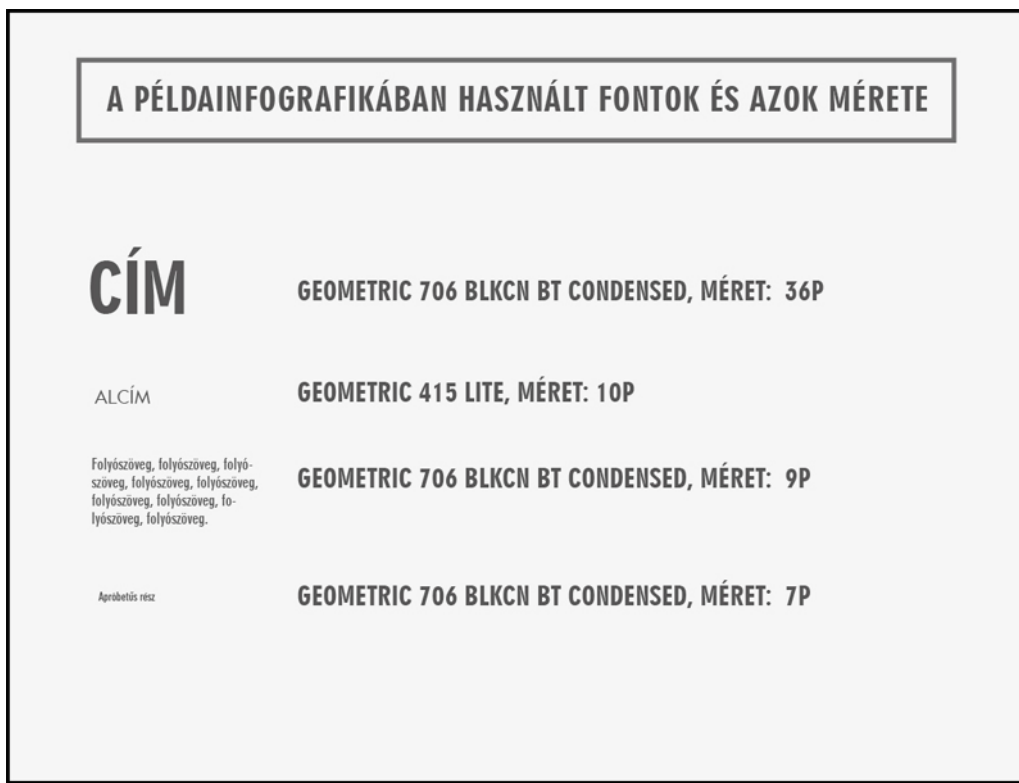 A PÉLDAINFOGRAFIKÁBAN HASZNÁLT FONTOK ÉS AZOK MÉRETE
CÍM
GEOMETRIC 706 BLKCN BT CONDENSED, MÉRET: 36P
ALCÍM
GEOMETRIC 415 LITE, MÉRET: 10P
Folyószöveg, folyószöveg, folyó-
szöveg, folyószöveg, folyószöveg,
folyószöveg, folyószöveg, fo-
lyószöveg, folyószöveg.
GEOMETRIC 706 BLKCN BT CONDENSED, MÉRET: 9P
Apróbetűs rész
GEOMETRIC 706 BLKCN BT CONDENSED, MÉRET: 7P